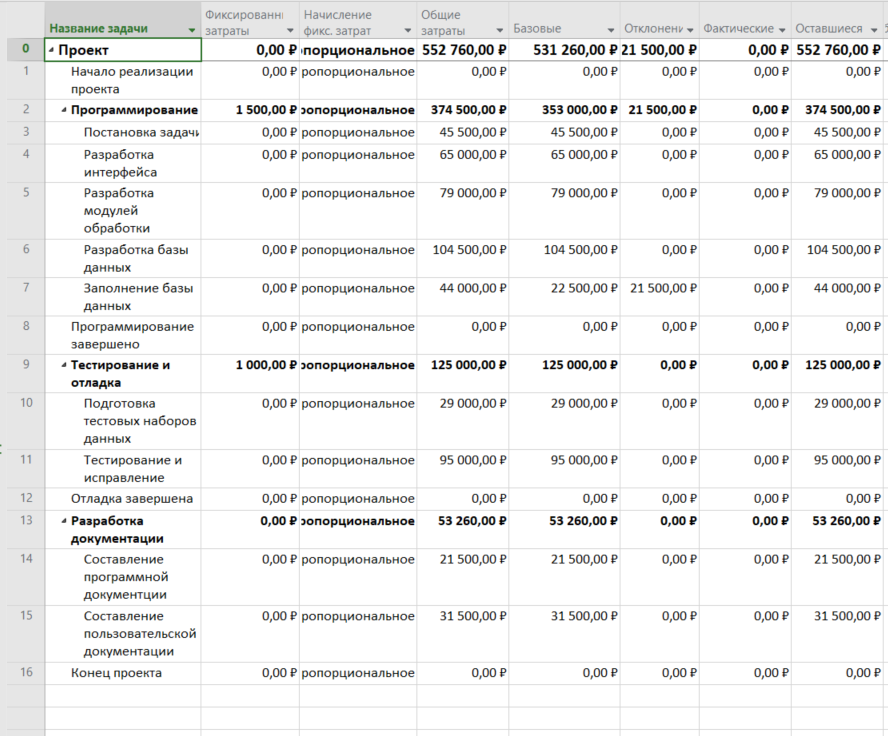 Название задачи Фиксированн затраты Начисление фикс. затрат Общие затраты Базовые Отклонени Фактические Оставшиеся
0 Проект 0,00 ₽ опорциональное 552 760,00 ₽ 531 260,00 ₽ 21 500,00 ₽ 0,00 ₽ 552 760,00 ₽
1 Начало реализации 0,00 ₽ ропорциональное 0,00 ₽ 0,00 ₽ 0,00 ₽ 0,00 ₽ 0,00 ₽
проекта
2 Программирование 1 500,00 ₽ ропорциональное 374 500,00 ₽ 353 000,00 ₽ 21 500,00 ₽ 0,00 ₽ 374 500,00 ₽
3 Постановка задачи 0,00 ₽ ропорциональное 45 500,00 ₽ 45 500,00 ₽ 0,00 ₽ 0,00 ₽ 45 500,00 ₽
4 Разработка 0,00 ₽ ропорциональное 65 000,00 ₽ 65 000,00 ₽ 0,00 ₽ 0,00 ₽ 65 000,00 ₽
интерфейса
5 Разработка 0,00 ₽ ропорциональное 79 000,00 ₽ 79 000,00 ₽ 0,00 ₽ 0,00 ₽ 79 000,00 ₽
модулей
обработки
6 Разработка базы 0,00 ₽ ропорциональное 104 500,00 ₽ 104 500,00 ₽ 0,00 ₽ 0,00 ₽ 104 500,00 ₽
данных
7 Заполнение базы 0,00 ₽ ропорциональное 44 000,00 ₽ 22 500,00 ₽ 21 500,00 ₽ 0,00 ₽ 44 000,00 ₽
данных
8 Программирование 0,00 ₽ ропорциональное 0,00 ₽ 0,00 ₽ 0,00 ₽ 0,00 ₽ 0,00 ₽
завершено
9 Тестирование и 1 000,00 ₽ ропорциональное 125 000,00 ₽ 125 000,00 ₽ 0,00 ₽ 0,00 ₽ 125 000,00 ₽
отладка
10 Подготовка 0,00 ₽ ропорциональное 29 000,00 ₽ 29 000,00 ₽ 0,00 ₽ 0,00 ₽ 29 000,00 ₽
тестовых наборов
данных
11 Тестирование и 0,00 ₽ ропорциональное 95 000,00 ₽ 95 000,00 ₽ 0,00 ₽ 0,00 ₽ 95 000,00 ₽
исправление
12 Отладка завершена 0,00 ₽ ропорциональное 0,00 ₽ 0,00 ₽ 0,00 ₽ 0,00 ₽ 0,00 ₽
13 Разработка 0,00 ₽ ропорциональное 53 260,00 ₽ 53 260,00 ₽ 0,00 ₽ 0,00 ₽ 53 260,00 ₽
документации
14 Составление 0,00 ₽ ропорциональное 21 500,00 ₽ 21 500,00 ₽ 0,00 ₽ 0,00 ₽ 21 500,00 ₽
программной
документции
15 Составление 0,00 ₽ ропорциональное 31 500,00 ₽ 31 500,00 ₽ 0,00 ₽ 0,00 ₽ 31 500,00 ₽
пользовательской
документации
16 Конец проекта 0,00 ₽ ропорциональное 0,00 ₽ 0,00 ₽ 0,00 ₽ 0,00 ₽ 0,00 ₽